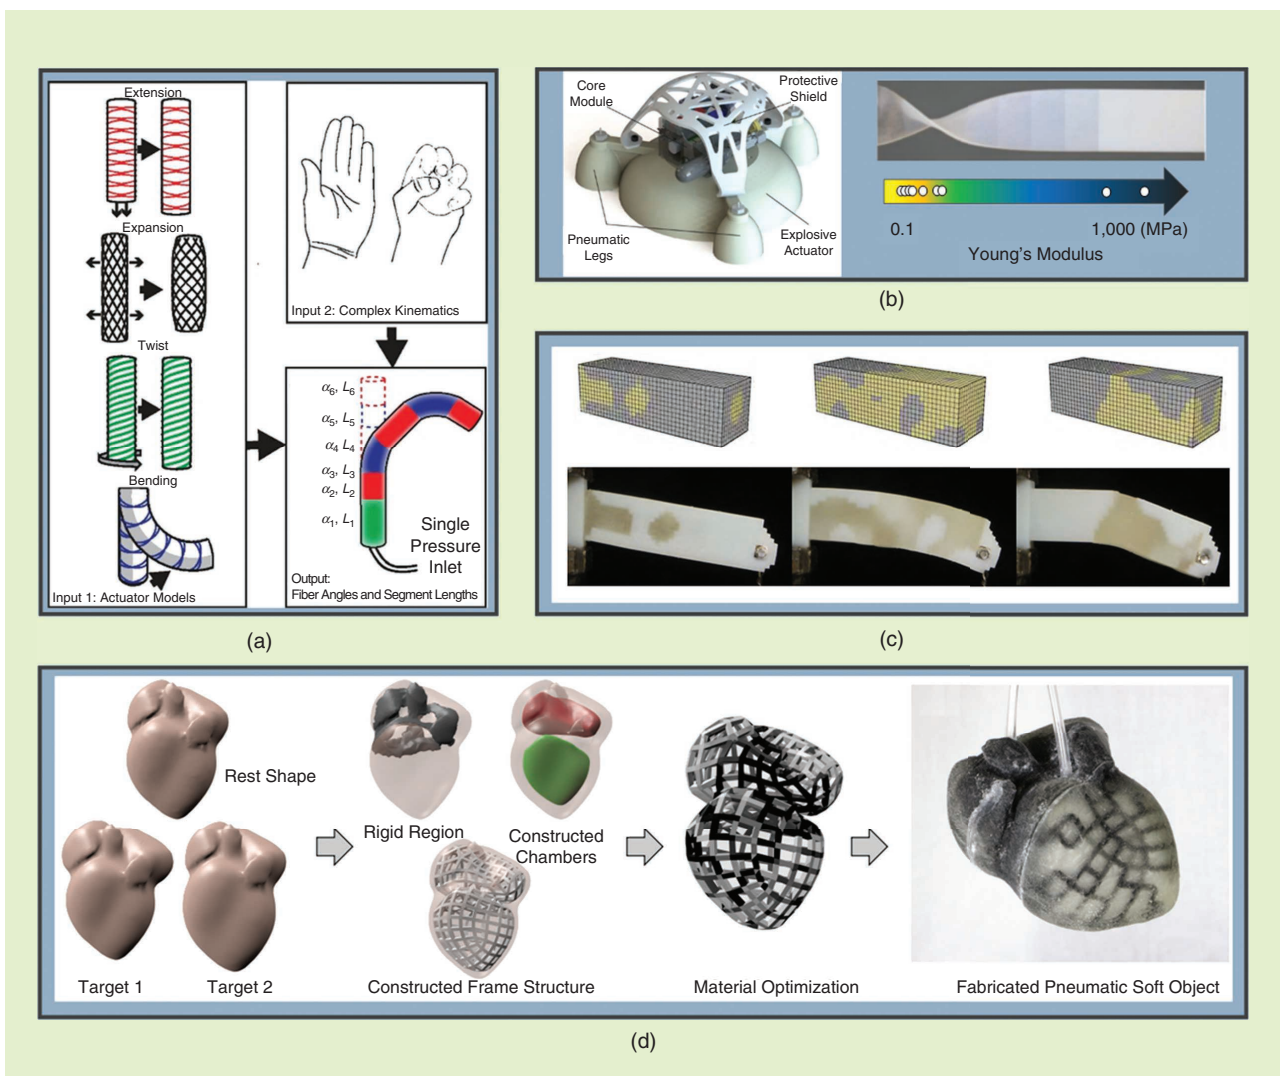 Extension
Expansion
Twist
Bending
Input 1: Actuator Models
Input 2: Complex Kinematics
α6, L6
α5, L5
α4, L4
α3, L3
α2, L2
α1, L1
Single
Pressure
Inlet
Output:
Fiber Angles and Segment Lengths
(a)
Core
Module
Protective
Shield
Pneumatic
Legs
Explosive
Actuator
0.1
1,000 (MPa)
Young's Modulus
(b)
(c)
Rest Shape
Target 1
Target 2
Rigid Region
Constructed
Chambers
Constructed Frame Structure
Material Optimization
Fabricated Pneumatic Soft Object
(d)